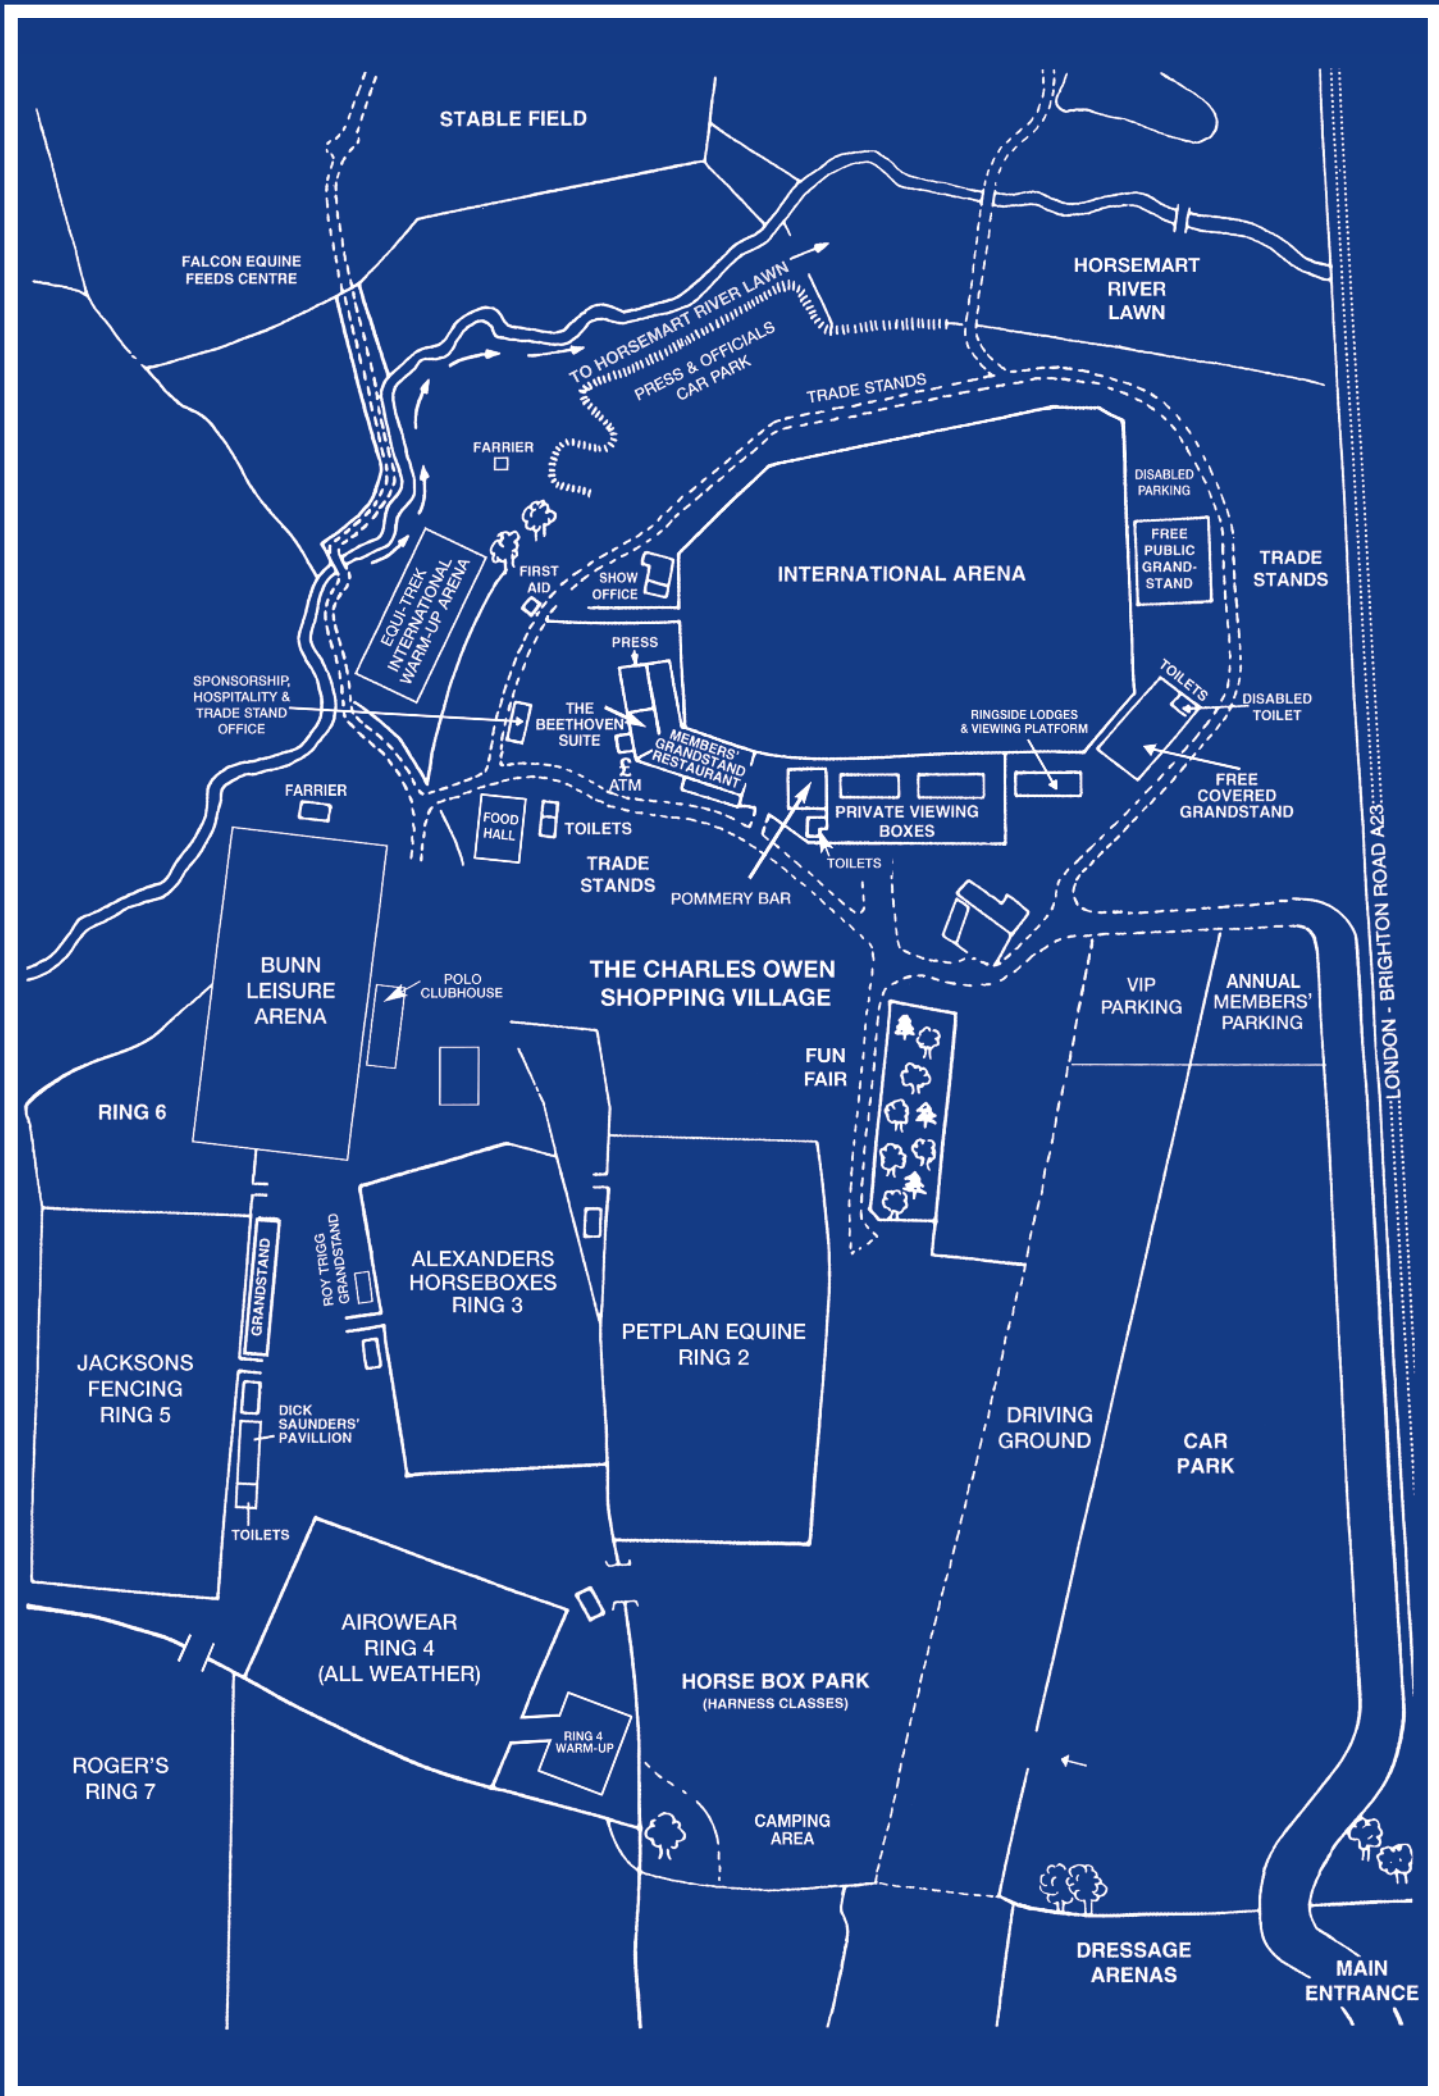 STABLE FIELD
FALCON EQUINE
FEEDS CENTRE
HORSEMART
RIVER
LAWN
TO HORSEMART RIVER LAWN
PRESS & OFFICIALS
CAR PARK
TRADE STANDS
FARRIER
DISABLED
PARKING
FREE
PUBLIC
GRAND-
STAND
TRADE
STANDS
INTERNATIONAL ARENA
FIRST
AID
SHOW
OFFICE
EQUI-TREK
INTERNATIONAL
WARM-UP ARENA
PRESS
SPONSORSHIP,
HOSPITALITY &
TRADE STAND
OFFICE
THE
BEETHOVEN
SUITE
MEMBERS'
GRANDSTAND
RESTAURANT
£
ATM
TOILETS
DISABLED
TOILET
RINGSIDE LODGES
& VIEWING PLATFORM
FREE
COVERED
GRANDSTAND
FARRIER
FOOD
HALL
TOILETS
PRIVATE VIEWING
BOXES
TOILETS
TRADE
STANDS
POMMERY BAR
LONDON - BRIGHTON ROAD A23
BUNN
LEISURE
ARENA
POLO
CLUBHOUSE
THE CHARLES OWEN
SHOPPING VILLAGE
VIP
PARKING
ANNUAL
MEMBERS'
PARKING
FUN
FAIR
RING 6
GRANDSTAND
ROY TRIGG
GRANDSTAND
ALEXANDERS
HORSEBOXES
RING 3
PETPLAN EQUINE
RING 2
JACKSONS
FENCING
RING 5
DICK
SAUNDERS'
PAVILLION
TOILETS
DRIVING
GROUND
CAR
PARK
AIROWEAR
RING 4
(ALL WEATHER)
HORSE BOX PARK
(HARNESS CLASSES)
RING 4
WARM-UP
ROGER'S
RING 7
CAMPING
AREA
DRESSAGE
ARENAS
MAIN
ENTRANCE